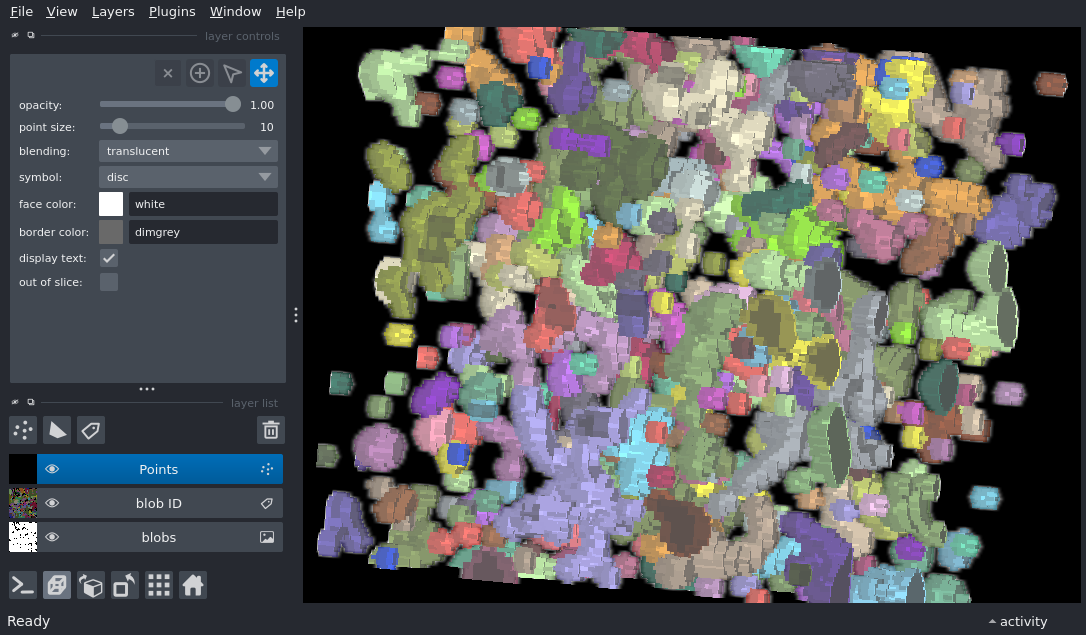 File View Layers Plugins Window Help
layer controls
opacity: 1.00
point size: 10
blending: translucent
symbol: disc
face color: white
border color: dimgrey
display text:
out of slice:
layer list
Points
blob ID
blobs
Ready
activity